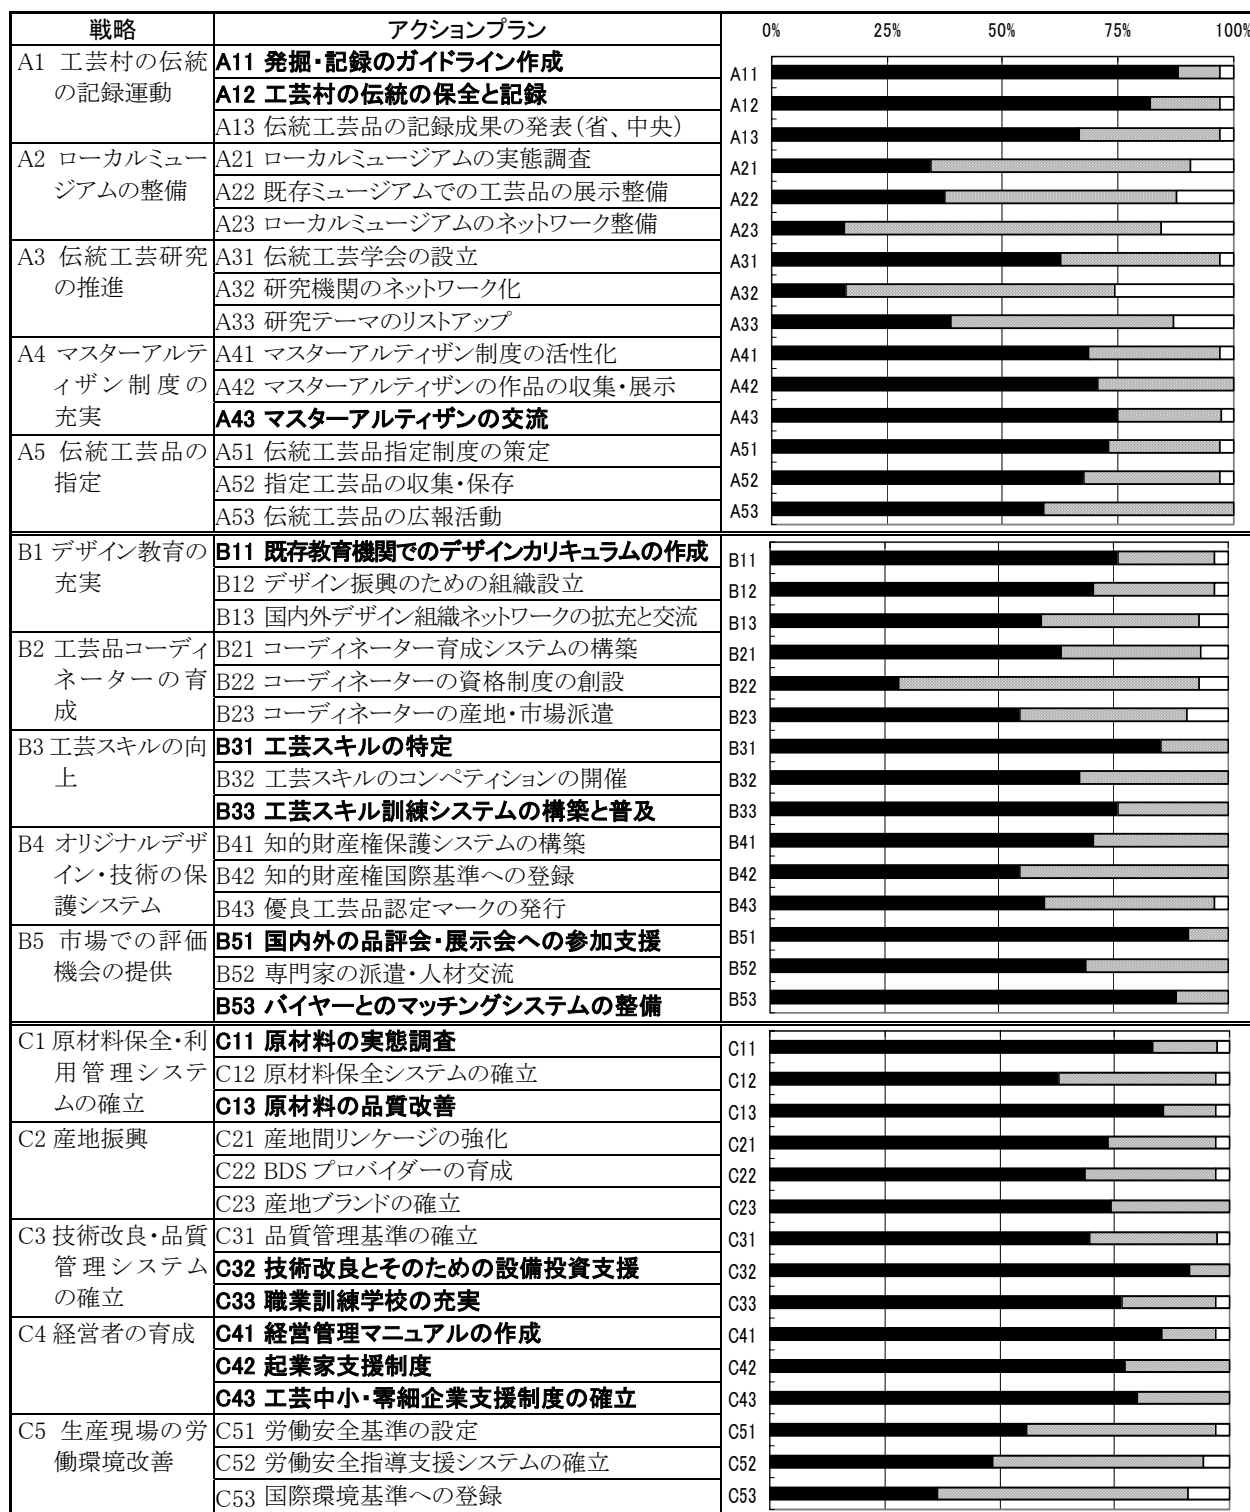 戦略 アクションプラン 0% 25% 50% 75% 100%
A1 工芸村の伝統の記録運動
A11 発掘・記録のガイドライン作成 A11
A12 工芸村の伝統の保全と記録 A12
A13 伝統工芸品の記録成果の発表(省、中央) A13
A2 ローカルミュージアムの整備
A21 ローカルミュージアムの実態調査 A21
A22 既存ミュージアムでの工芸品の展示整備 A22
A23 ローカルミュージアムのネットワーク整備 A23
A3 伝統工芸研究の推進
A31 伝統工芸学会の設立 A31
A32 研究機関のネットワーク化 A32
A33 研究テーマのリストアップ A33
A4 マスターアルティザン制度の充実
A41 マスターアルティザン制度の活性化 A41
A42 マスターアルティザンの作品の収集・展示 A42
A43 マスターアルティザンの交流 A43
A5 伝統工芸品の指定
A51 伝統工芸品指定制度の策定 A51
A52 指定工芸品の収集・保存 A52
A53 伝統工芸品の広報活動 A53
B1 デザイン教育の充実
B11 既存教育機関でのデザインカリキュラムの作成 B11
B12 デザイン振興のための組織設立 B12
B13 国内外デザイン組織ネットワークの拡充と交流 B13
B2 工芸品コーディネーターの育成
B21 コーディネーター育成システムの構築 B21
B22 コーディネーターの資格制度の創設 B22
B23 コーディネーターの産地・市場派遣 B23
B3 工芸スキルの向上
B31 工芸スキルの特定 B31
B32 工芸スキルのコンペティションの開催 B32
B33 工芸スキル訓練システムの構築と普及 B33
B4 オリジナルデザイン・技術の保護システム
B41 知的財産権保護システムの構築 B41
B42 知的財産権国際基準への登録 B42
B43 優良工芸品認定マークの発行 B43
B5 市場での評価機会の提供
B51 国内外の品評会・展示会への参加支援 B51
B52 専門家の派遣・人材交流 B52
B53 バイヤーとのマッチングシステムの整備 B53
C1 原材料保全・利用管理システムの確立
C11 原材料の実態調査 C11
C12 原材料保全システムの確立 C12
C13 原材料の品質改善 C13
C2 産地振興
C21 産地間リンケージの強化 C21
C22 BDSプロバイダーの育成 C22
C23 産地ブランドの確立 C23
C3 技術改良・品質管理システムの確立
C31 品質管理基準の確立 C31
C32 技術改良とそのための設備投資支援 C32
C33 職業訓練学校の充実 C33
C4 経営者の育成
C41 経営管理マニュアルの作成 C41
C42 起業家支援制度 C42
C43 工芸中小・零細企業支援制度の確立 C43
C5 生産現場の労働環境改善
C51 労働安全基準の設定 C51
C52 労働安全指導支援システムの確立 C52
C53 国際環境基準への登録 C53